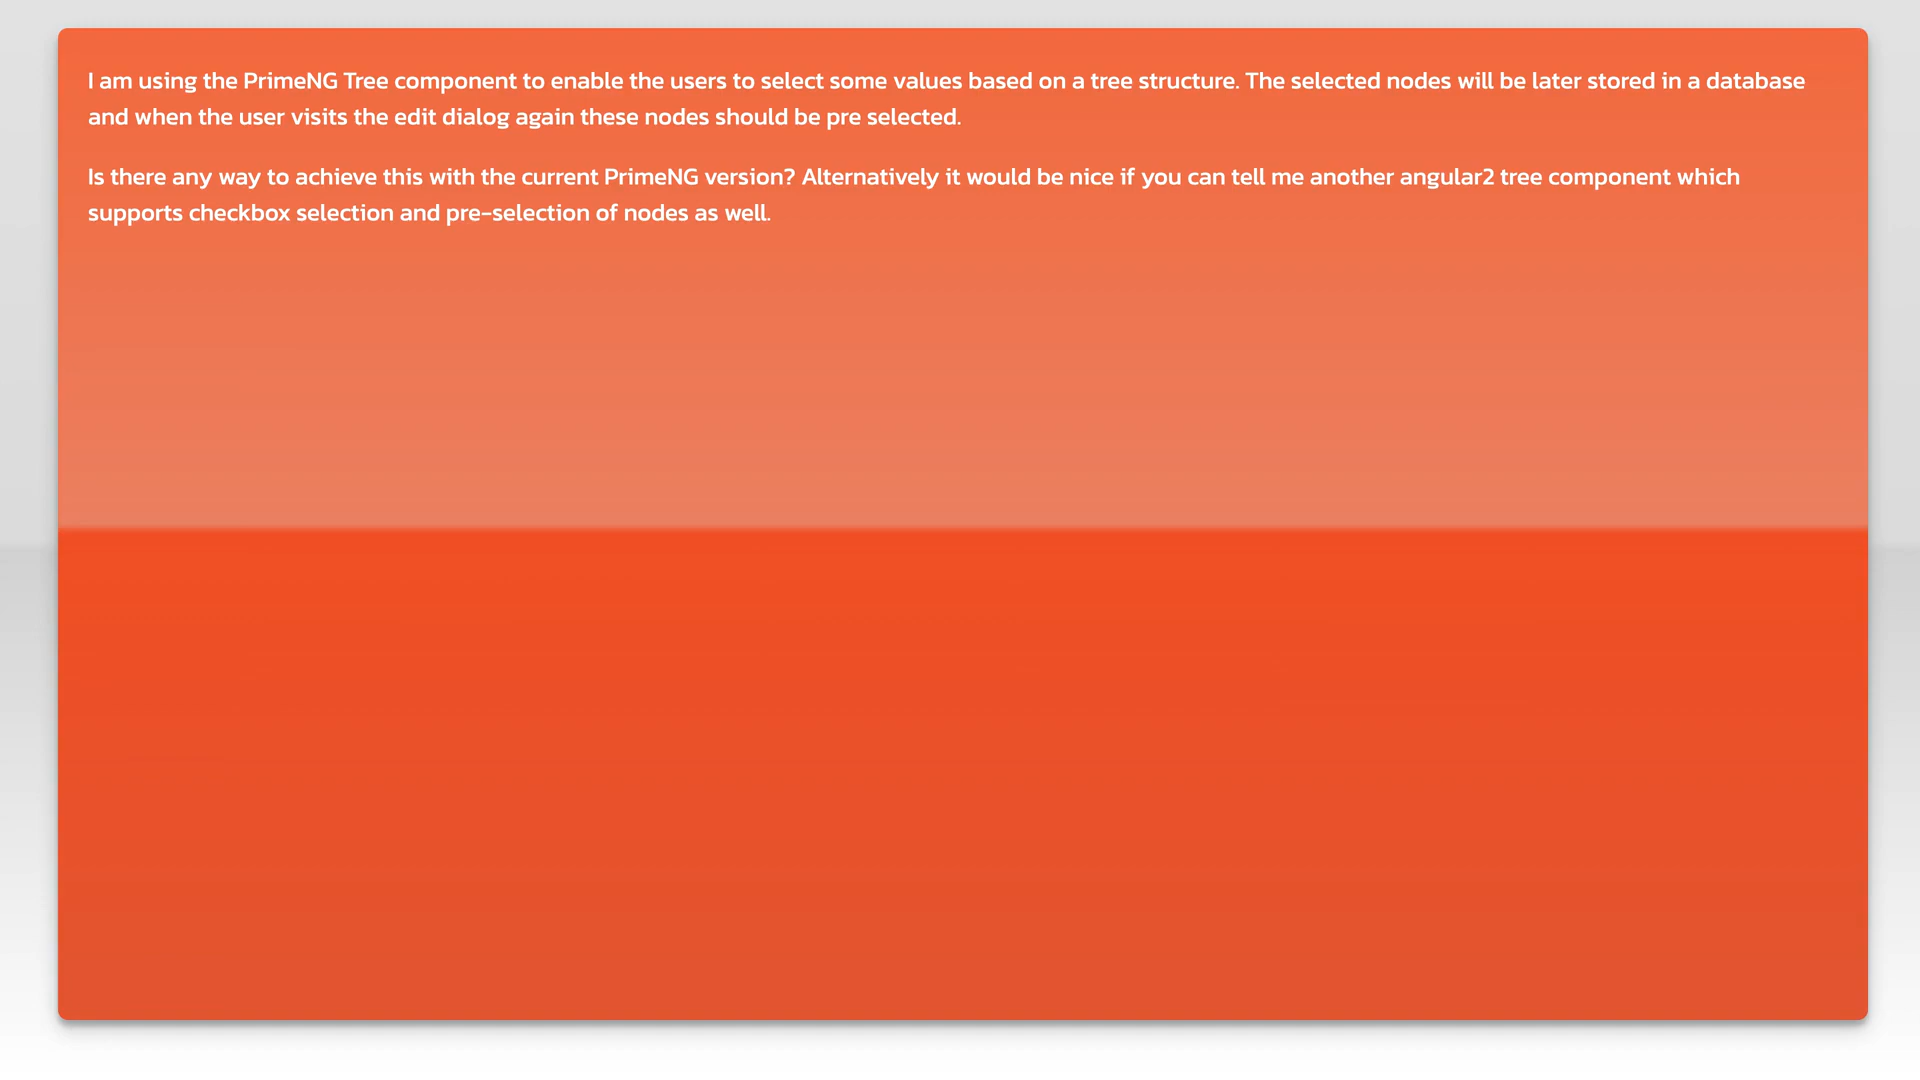 I am using the PrimeNG Tree component to enable the users to select some values based on a tree structure. The selected nodes will be later stored in a database
and when the user visits the edit dialog again these nodes should be pre selected.
Is there any way to achieve this with the current PrimeNG version? Alternatively it would be nice if you can tell me another angular2 tree component which
supports checkbox selection and pre-selection of nodes as well.